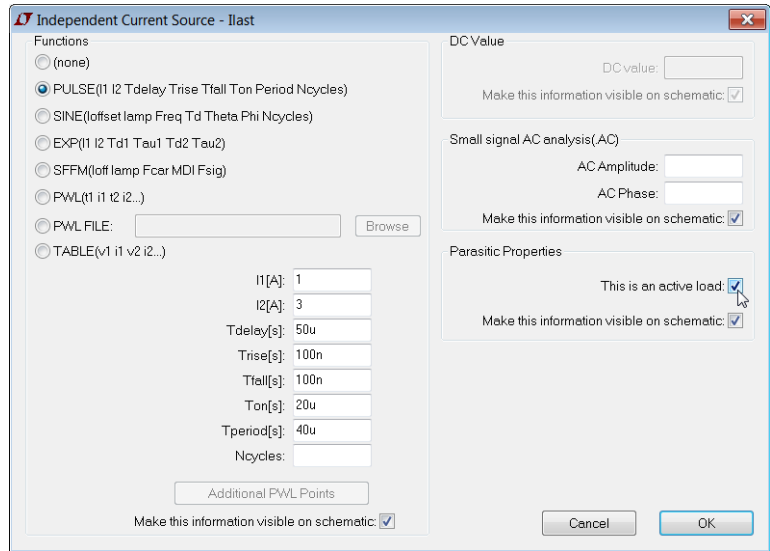 Independent Current Source - Ilast
Functions
(none)
PULSE(I1 I2 Tdelay Trise Tfall Ton Period Ncycles)
SINE(Ioffset Iamp Freq Td Theta Phi Ncycles)
EXP(I1 I2 Td1 Tau1 Td2 Tau2)
SFFM(Ioff Iamp Fcar MDI Fsig)
PWL(t1 i1 t2 i2...)
PWL FILE:
Browse
TABLE(v1 i1 v2 i2...)
I1[A]: 1
I2[A]: 3
Tdelay[s]: 50u
Trise[s]: 100n
Tfall[s]: 100n
Ton[s]: 20u
Tperiod[s]: 40u
Ncycles:
Additional PWL Points
Make this information visible on schematic:
DC Value
DC value:
Make this information visible on schematic:
Small signal AC analysis(.AC)
AC Amplitude:
AC Phase:
Make this information visible on schematic:
Parasitic Properties
This is an active load:
Make this information visible on schematic:
Cancel
OK